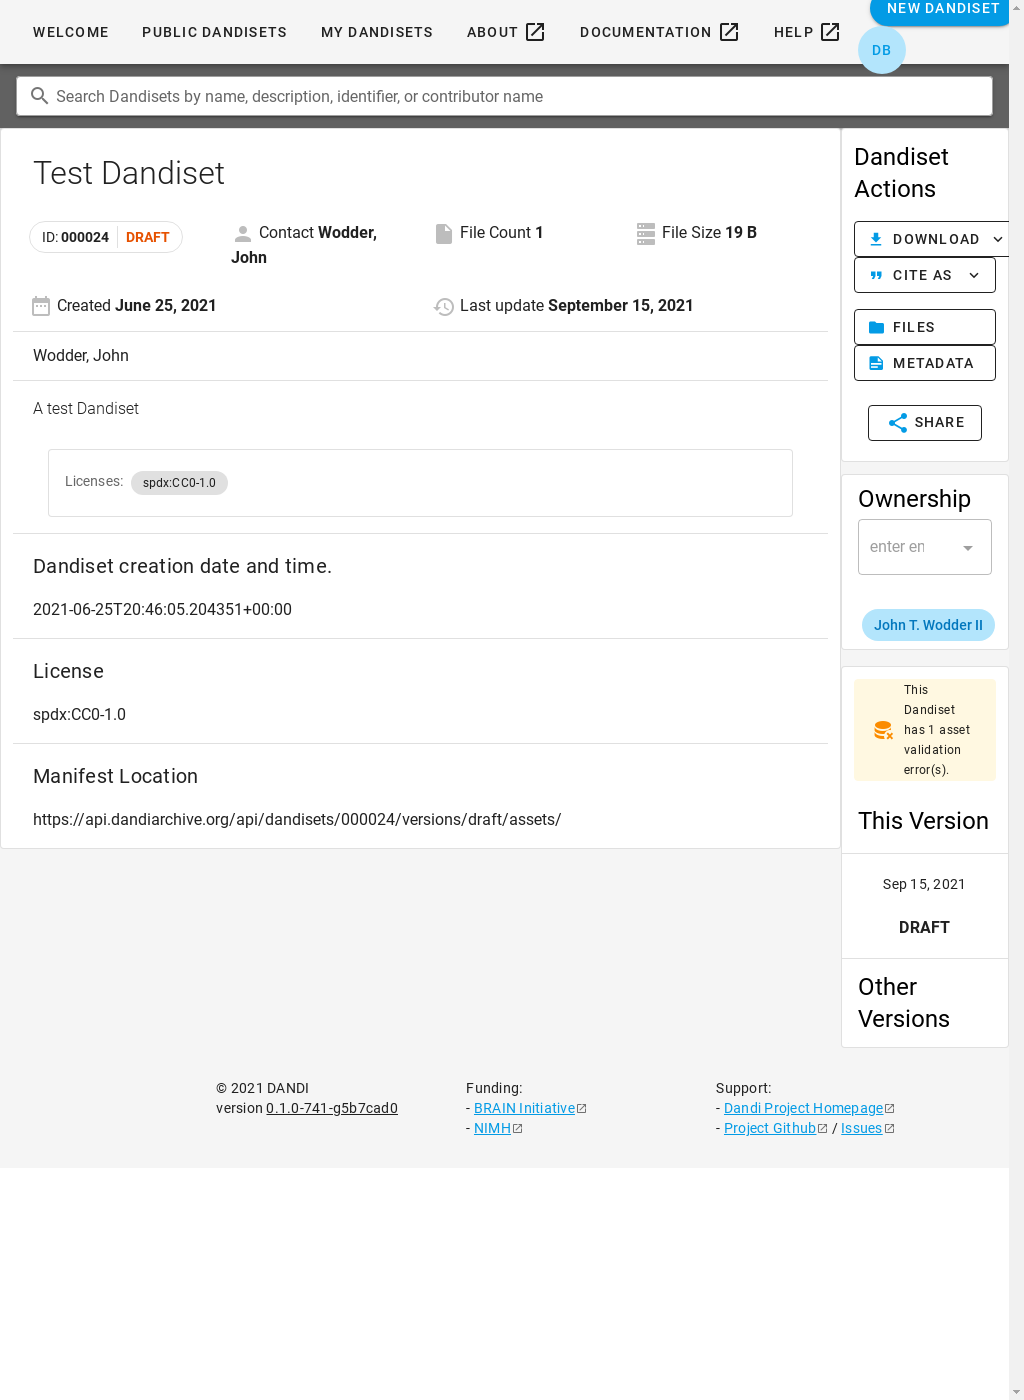 WELCOME PUBLIC DANDISETS MY DANDISETS ABOUT DOCUMENTATION HELP NEW DANDISET
DB
Search Dandisets by name, description, identifier, or contributor name
Test Dandiset
ID: 000024 DRAFT
Contact Wodder, John
File Count 1
File Size 19 B
Created June 25, 2021
Last update September 15, 2021
Wodder, John
A test Dandiset
Licenses: spdx:CC0-1.0
Dandiset creation date and time.
2021-06-25T20:46:05.204351+00:00
License
spdx:CC0-1.0
Manifest Location
https://api.dandiarchive.org/api/dandisets/000024/versions/draft/assets/
Dandiset
Actions
DOWNLOAD
CITE AS
FILES
METADATA
SHARE
Ownership
enter en
John T. Wodder II
This
Dandiset
has 1 asset
validation
error(s).
This Version
Sep 15, 2021
DRAFT
Other
Versions
© 2021 DANDI
version 0.1.0-741-g5b7cad0
Funding:
- BRAIN Initiative
- NIMH
Support:
- Dandi Project Homepage
- Project Github / Issues